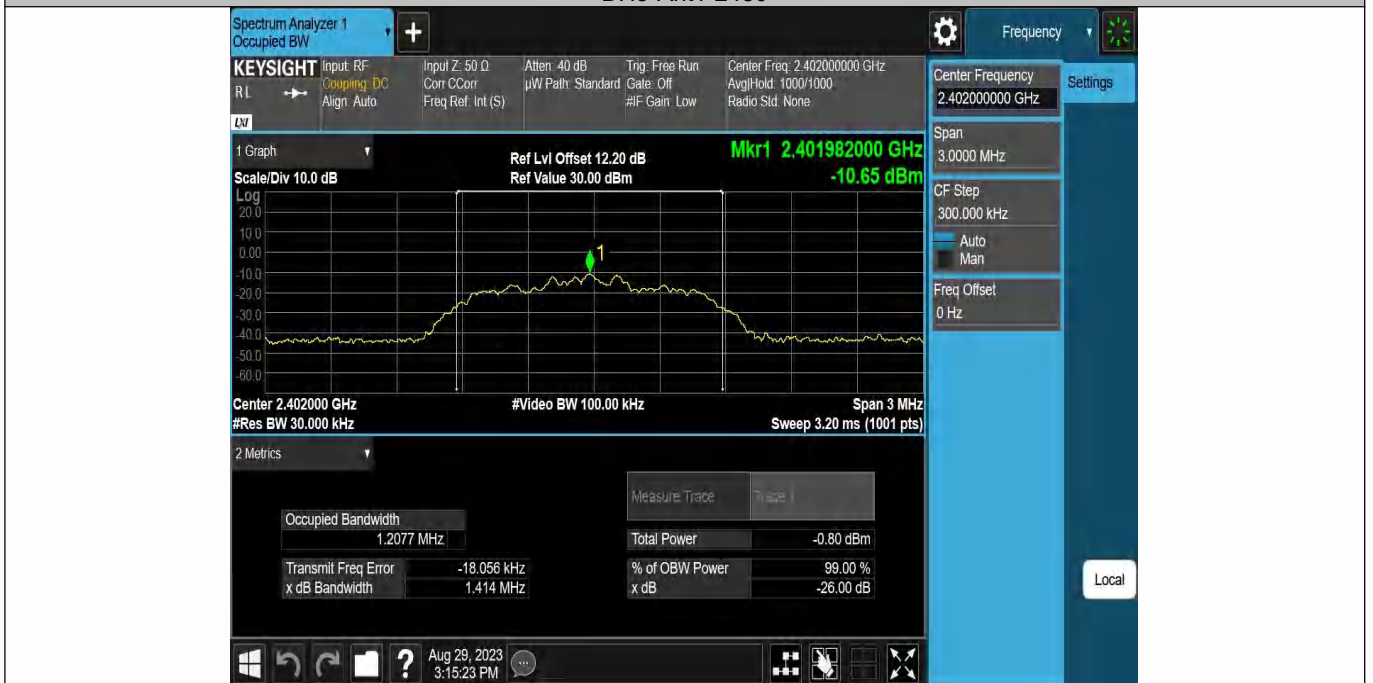 Spectrum Analyzer 1
Occupied BW
+
Frequency
KEYSIGHT
Input: RF
Coupling: DC
Align: Auto
RL
LXI
Input Z: 50 Ω
Corr CCorr
Freq Ref: Int (S)
Atten: 40 dB
µW Path: Standard
Trig: Free Run
Gate: Off
#IF Gain: Low
Center Freq: 2.402000000 GHz
Avg|Hold: 1000/1000
Radio Std: None
Center Frequency
2.402000000 GHz
Settings
Span
3.0000 MHz
CF Step
300.000 kHz
Auto
Man
Freq Offset
0 Hz
Local
1 Graph
Scale/Div 10.0 dB
Ref Lvl Offset 12.20 dB
Ref Value 30.00 dBm
Mkr1 2.401982000 GHz
-10.65 dBm
Log
20.0
10.0
0.00
-10.0
-20.0
-30.0
-40.0
-50.0
-60.0
1
Center 2.402000 GHz
#Res BW 30.000 kHz
#Video BW 100.00 kHz
Span 3 MHz
Sweep 3.20 ms (1001 pts)
2 Metrics
Measure Trace
Trace 1
Occupied Bandwidth
1.2077 MHz
Total Power
-0.80 dBm
Transmit Freq Error
-18.056 kHz
% of OBW Power
99.00 %
x dB Bandwidth
1.414 MHz
x dB
-26.00 dB
?
Aug 29, 2023
3:15:23 PM